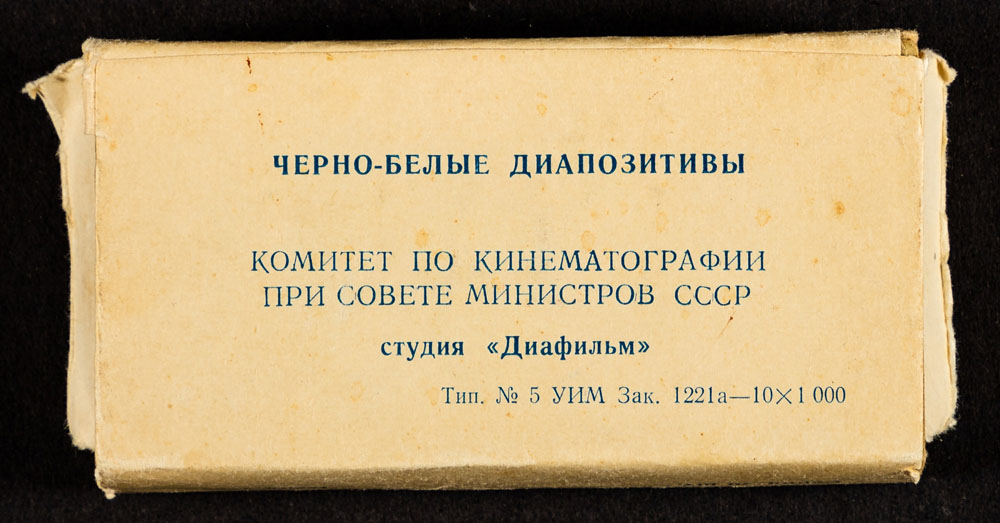 ЧЕРНО-БЕЛЫЕ ДИАПОЗИТИВЫ
КОМИТЕТ ПО КИНЕМАТОГРАФИИ
ПРИ СОВЕТЕ МИНИСТРОВ СССР
студия «Диафильм»
Тип. № 5 УИМ Зак. 1221а—10×1 000